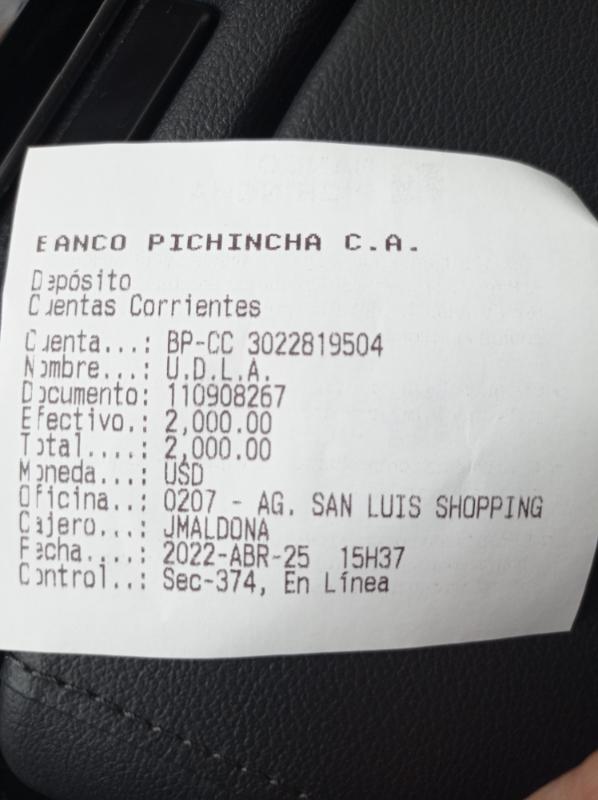 BANCO PICHINCHA C.A.
Depósito
Cuentas Corrientes
Cuenta...: BP-CC 3022819504
Nombre...: U.D.L.A.
Documento: 110908267
Efectivo.: 2,000.00
Total....: 2,000.00
Moneda...: USD
Oficina..: 0207 - AG. SAN LUIS SHOPPING
Cajero...: JMALDONA
Fecha....: 2022-ABR-25 15H37
Control..: Sec-374, En Línea